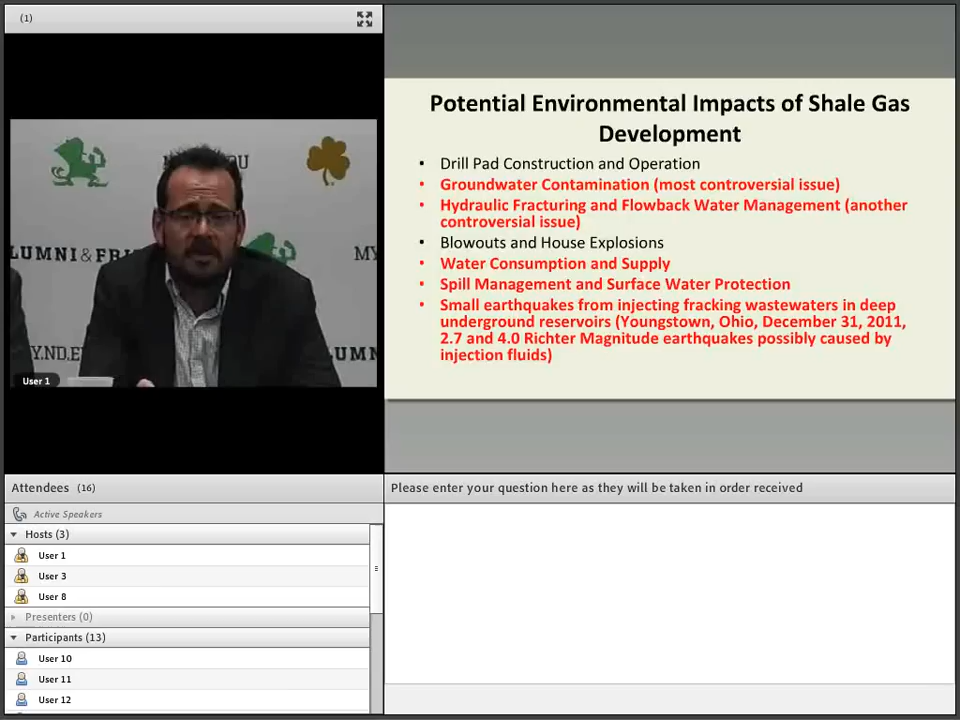 (1)
LUMNI & FRI
MY
Y.ND.E
UMN
User 1
Potential Environmental Impacts of Shale Gas
Development
• Drill Pad Construction and Operation
• Groundwater Contamination (most controversial issue)
• Hydraulic Fracturing and Flowback Water Management (another
controversial issue)
• Blowouts and House Explosions
• Water Consumption and Supply
• Spill Management and Surface Water Protection
• Small earthquakes from injecting fracking wastewaters in deep
underground reservoirs (Youngstown, Ohio, December 31, 2011,
2.7 and 4.0 Richter Magnitude earthquakes possibly caused by
injection fluids)
Attendees (16)
Active Speakers
Hosts (3)
User 1
User 3
User 8
Presenters (0)
Participants (13)
User 10
User 11
User 12
Please enter your question here as they will be taken in order received